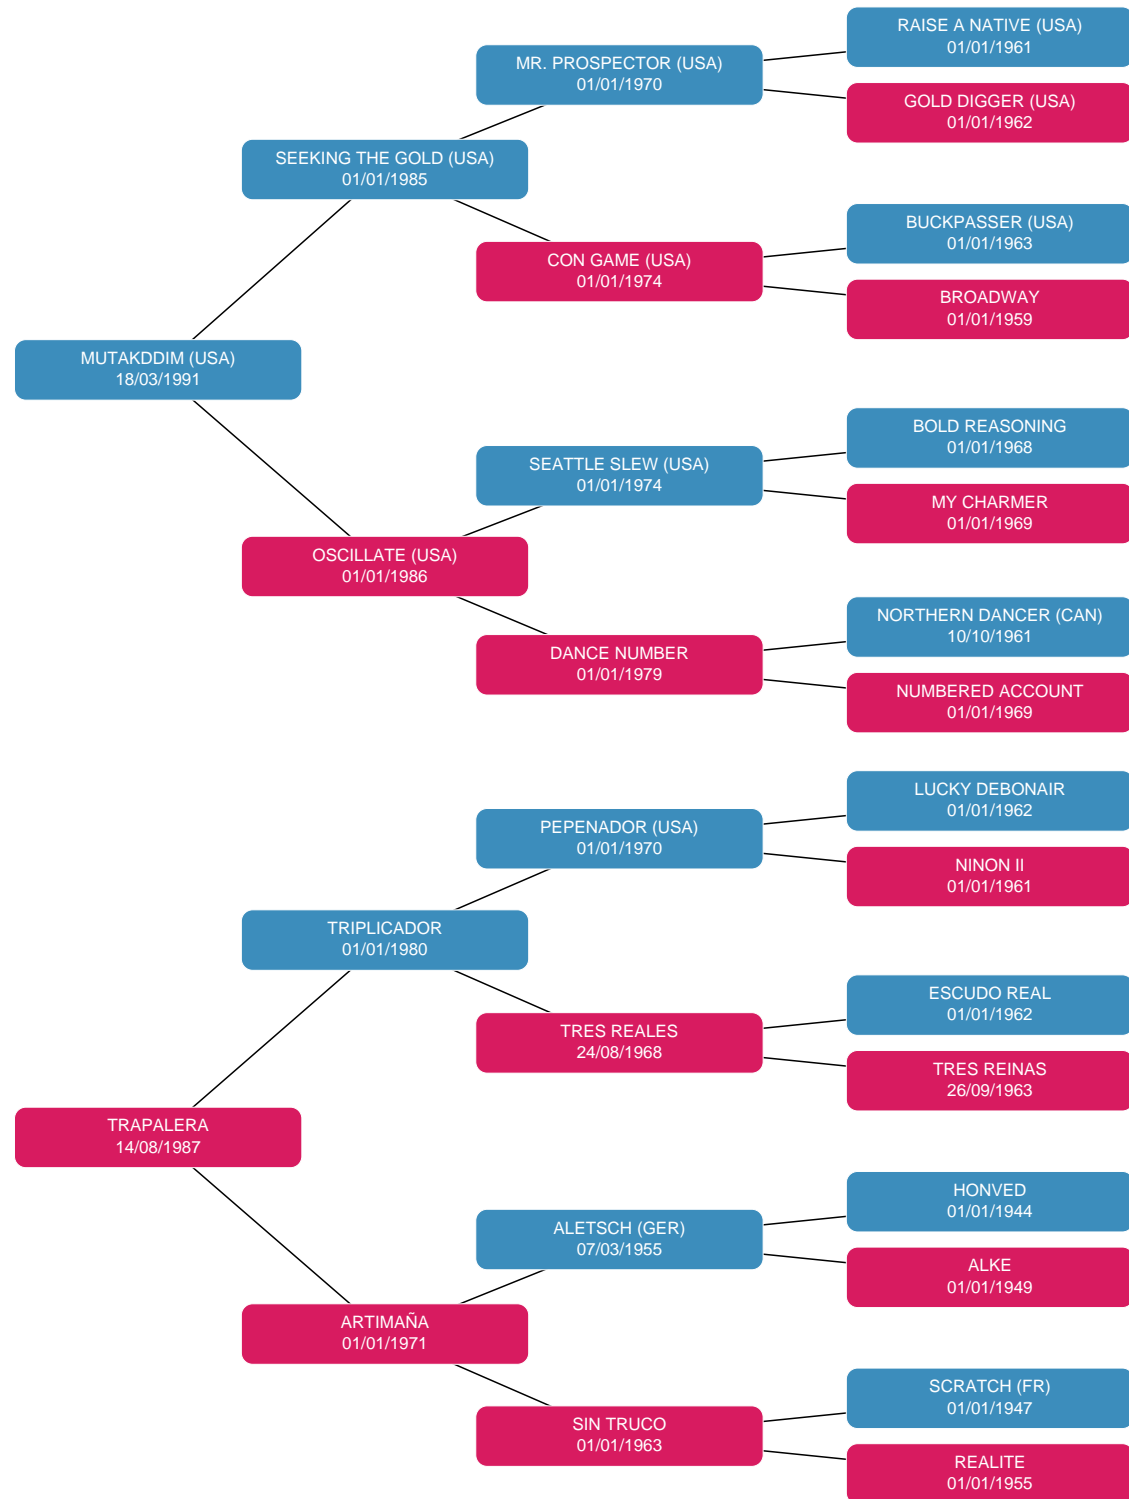 RAISE A NATIVE (USA)
01/01/1961
MR. PROSPECTOR (USA)
01/01/1970
GOLD DIGGER (USA)
01/01/1962
SEEKING THE GOLD (USA)
01/01/1985
BUCKPASSER (USA)
01/01/1963
CON GAME (USA)
01/01/1974
BROADWAY
01/01/1959
MUTAKDDIM (USA)
18/03/1991
BOLD REASONING
01/01/1968
SEATTLE SLEW (USA)
01/01/1974
MY CHARMER
01/01/1969
OSCILLATE (USA)
01/01/1986
NORTHERN DANCER (CAN)
10/10/1961
DANCE NUMBER
01/01/1979
NUMBERED ACCOUNT
01/01/1969
LUCKY DEBONAIR
01/01/1962
PEPENADOR (USA)
01/01/1970
NINON II
01/01/1961
TRIPLICADOR
01/01/1980
ESCUDO REAL
01/01/1962
TRES REALES
24/08/1968
TRES REINAS
26/09/1963
TRAPALERA
14/08/1987
HONVED
01/01/1944
ALETSCH (GER)
07/03/1955
ALKE
01/01/1949
ARTIMAÑA
01/01/1971
SCRATCH (FR)
01/01/1947
SIN TRUCO
01/01/1963
REALITE
01/01/1955